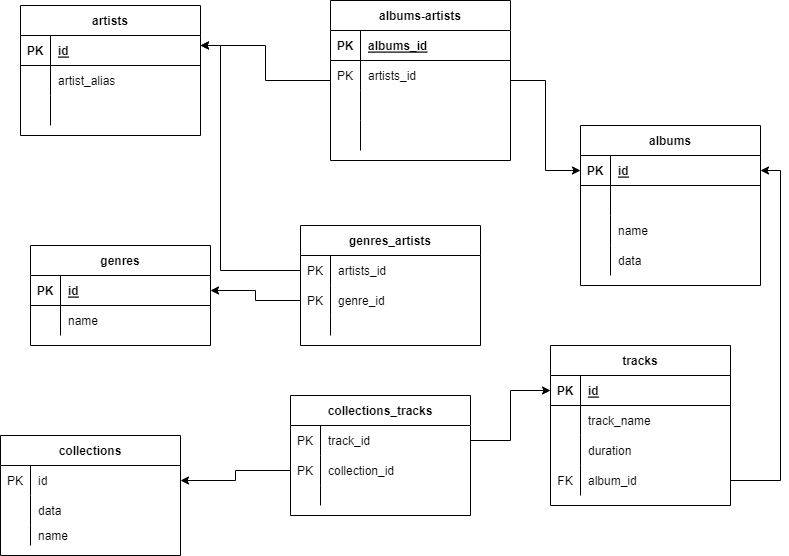 artists
PK id
artist_alias
albums-artists
PK albums_id
PK artists_id
albums
PK id
name
data
genres_artists
PK artists_id
PK genre_id
genres
PK id
name
tracks
PK id
track_name
duration
FK album_id
collections_tracks
PK track_id
PK collection_id
collections
PK id
data
name